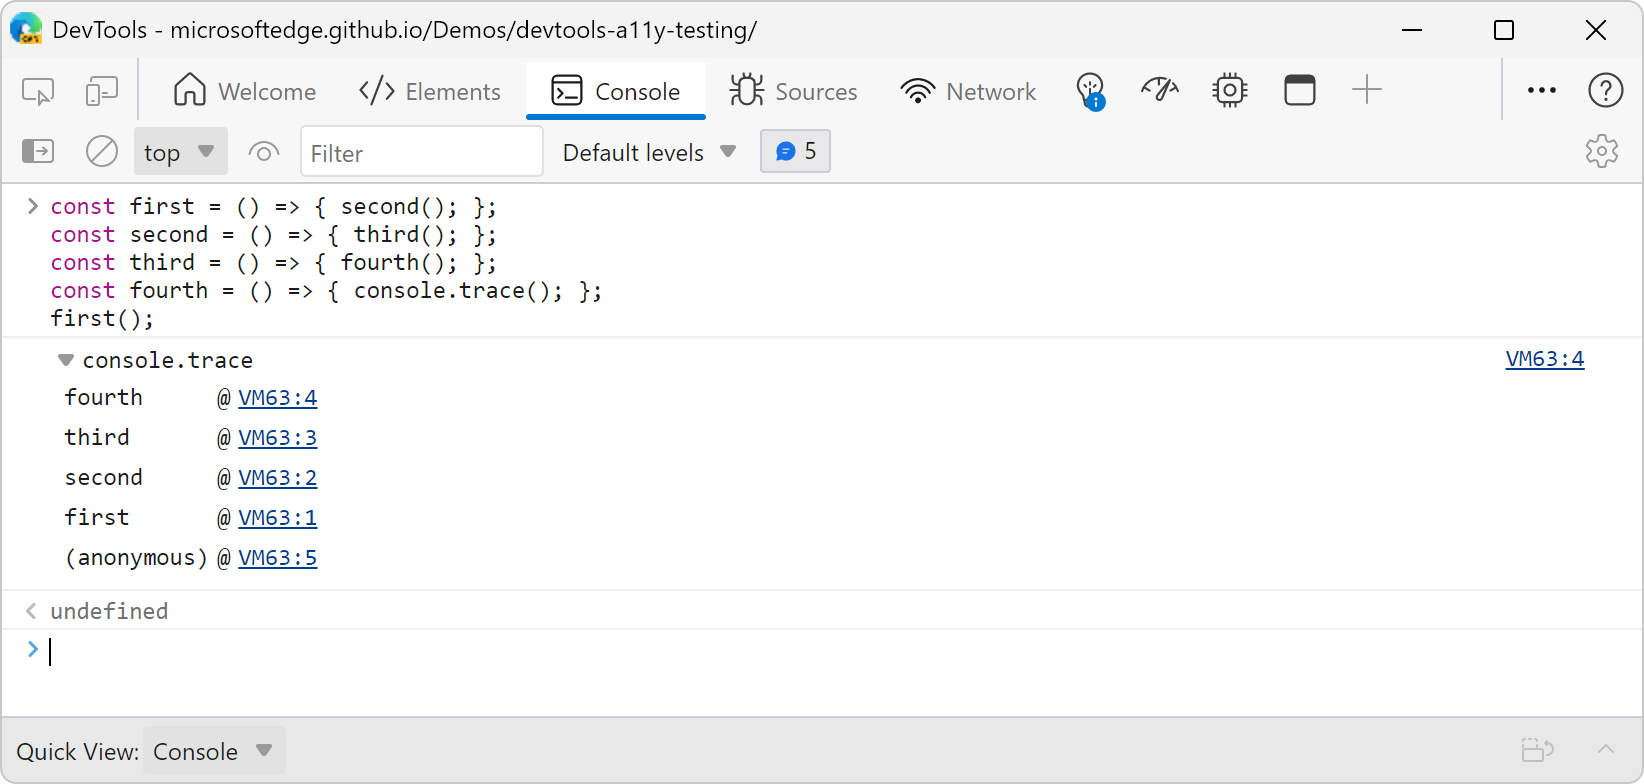 DevTools - microsoftedge.github.io/Demos/devtools-a11y-testing/
Welcome Elements Console Sources Network
top Filter Default levels 5
const first = () => { second(); };
const second = () => { third(); };
const third = () => { fourth(); };
const fourth = () => { console.trace(); };
first();
console.trace VM63:4
fourth @ VM63:4
third @ VM63:3
second @ VM63:2
first @ VM63:1
(anonymous) @ VM63:5
undefined
Quick View: Console